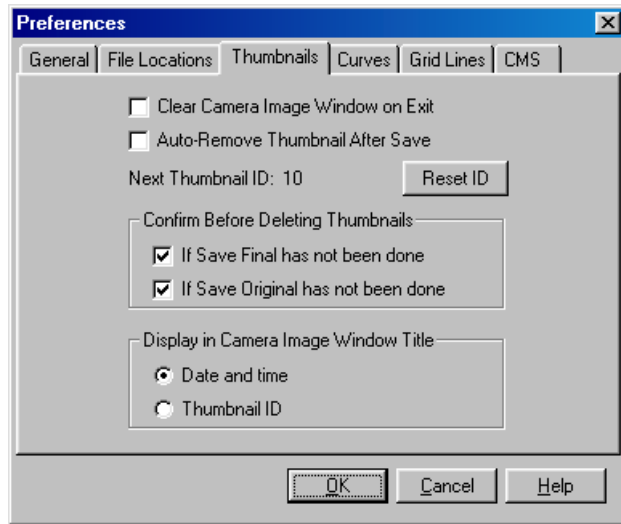 Preferences
General File Locations Thumbnails Curves Grid Lines CMS
Clear Camera Image Window on Exit
Auto-Remove Thumbnail After Save
Next Thumbnail ID: 10 Reset ID
Confirm Before Deleting Thumbnails
If Save Final has not been done
If Save Original has not been done
Display in Camera Image Window Title
Date and time
Thumbnail ID
OK Cancel Help